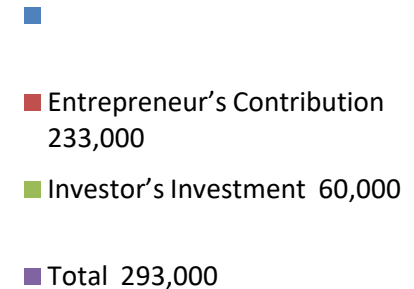 Entrepreneur’s Contribution
233,000
Investor’s Investment  60,000
Total  293,000